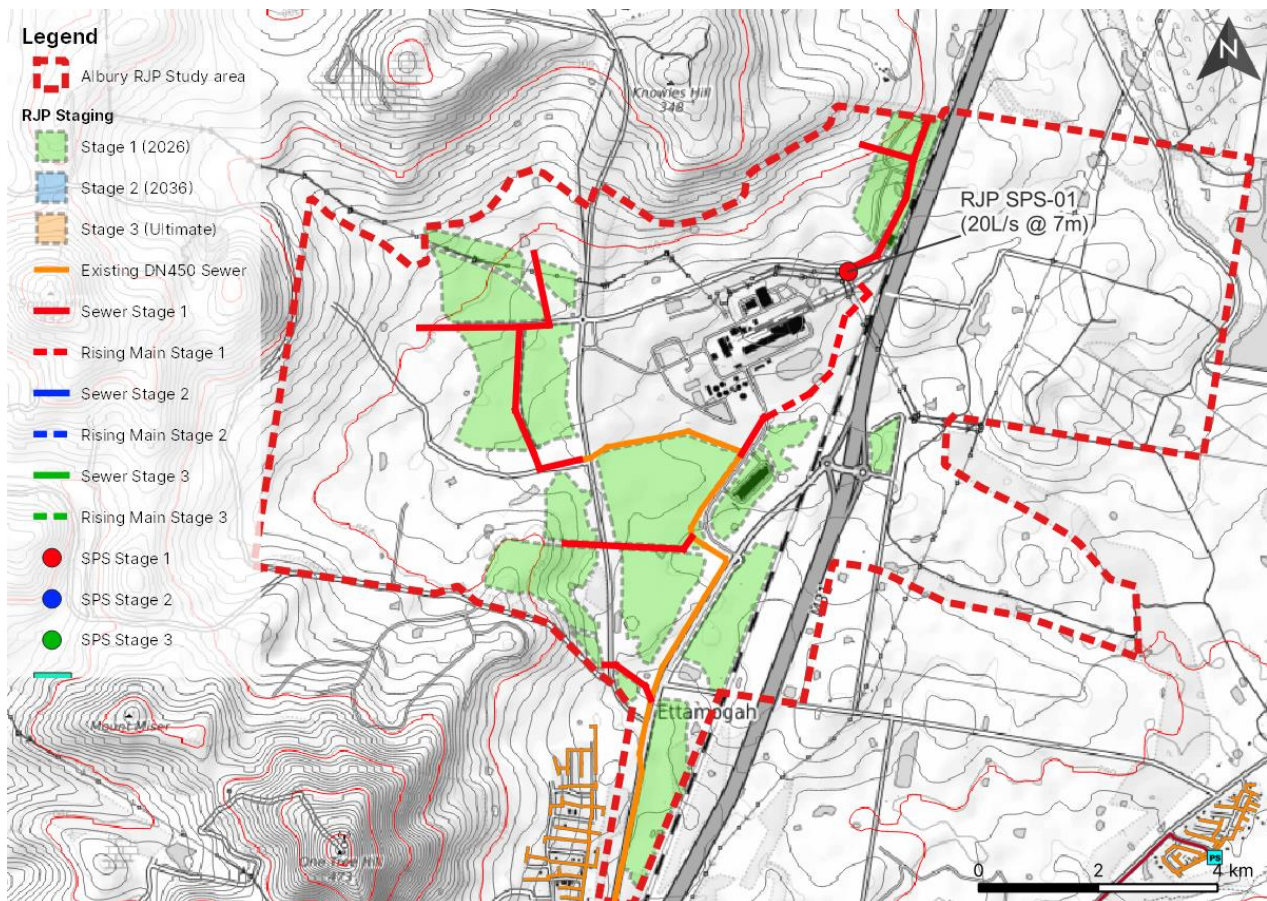 Legend
Albury RJP Study area
RJP Staging
Stage 1 (2026)
Stage 2 (2036)
Stage 3 (Ultimate)
Existing DN450 Sewer
Sewer Stage 1
Rising Main Stage 1
Sewer Stage 2
Rising Main Stage 2
Sewer Stage 3
Rising Main Stage 3
SPS Stage 1
SPS Stage 2
SPS Stage 3
N
Knowles Hill
348
RJP SPS-01
(20L/s @ 7m)
Ettamogah
Mount Miser
One Tree Hill
473
PS
0 2 4 km